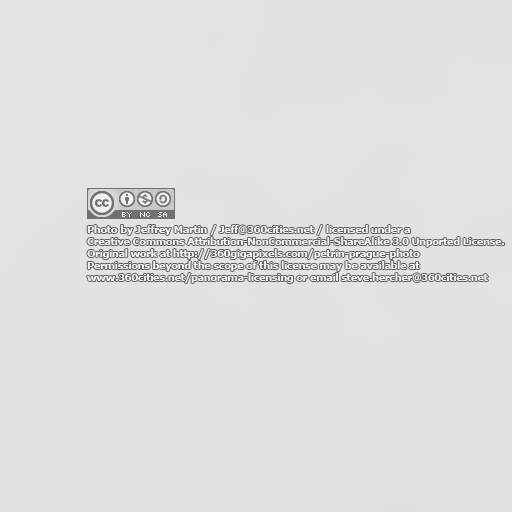 cc
BY NC SA
Photo by Jeffrey Martin / Jeff@360cities.net / licensed under a
Creative Commons Attribution-NonCommercial-ShareAlike 3.0 Unported License.
Original work at http://360gigapixels.com/petrin-prague-photo
Permissions beyond the scope of this license may be available at
www.360cities.net/panorama-licensing or email steve.hercher@360cities.net